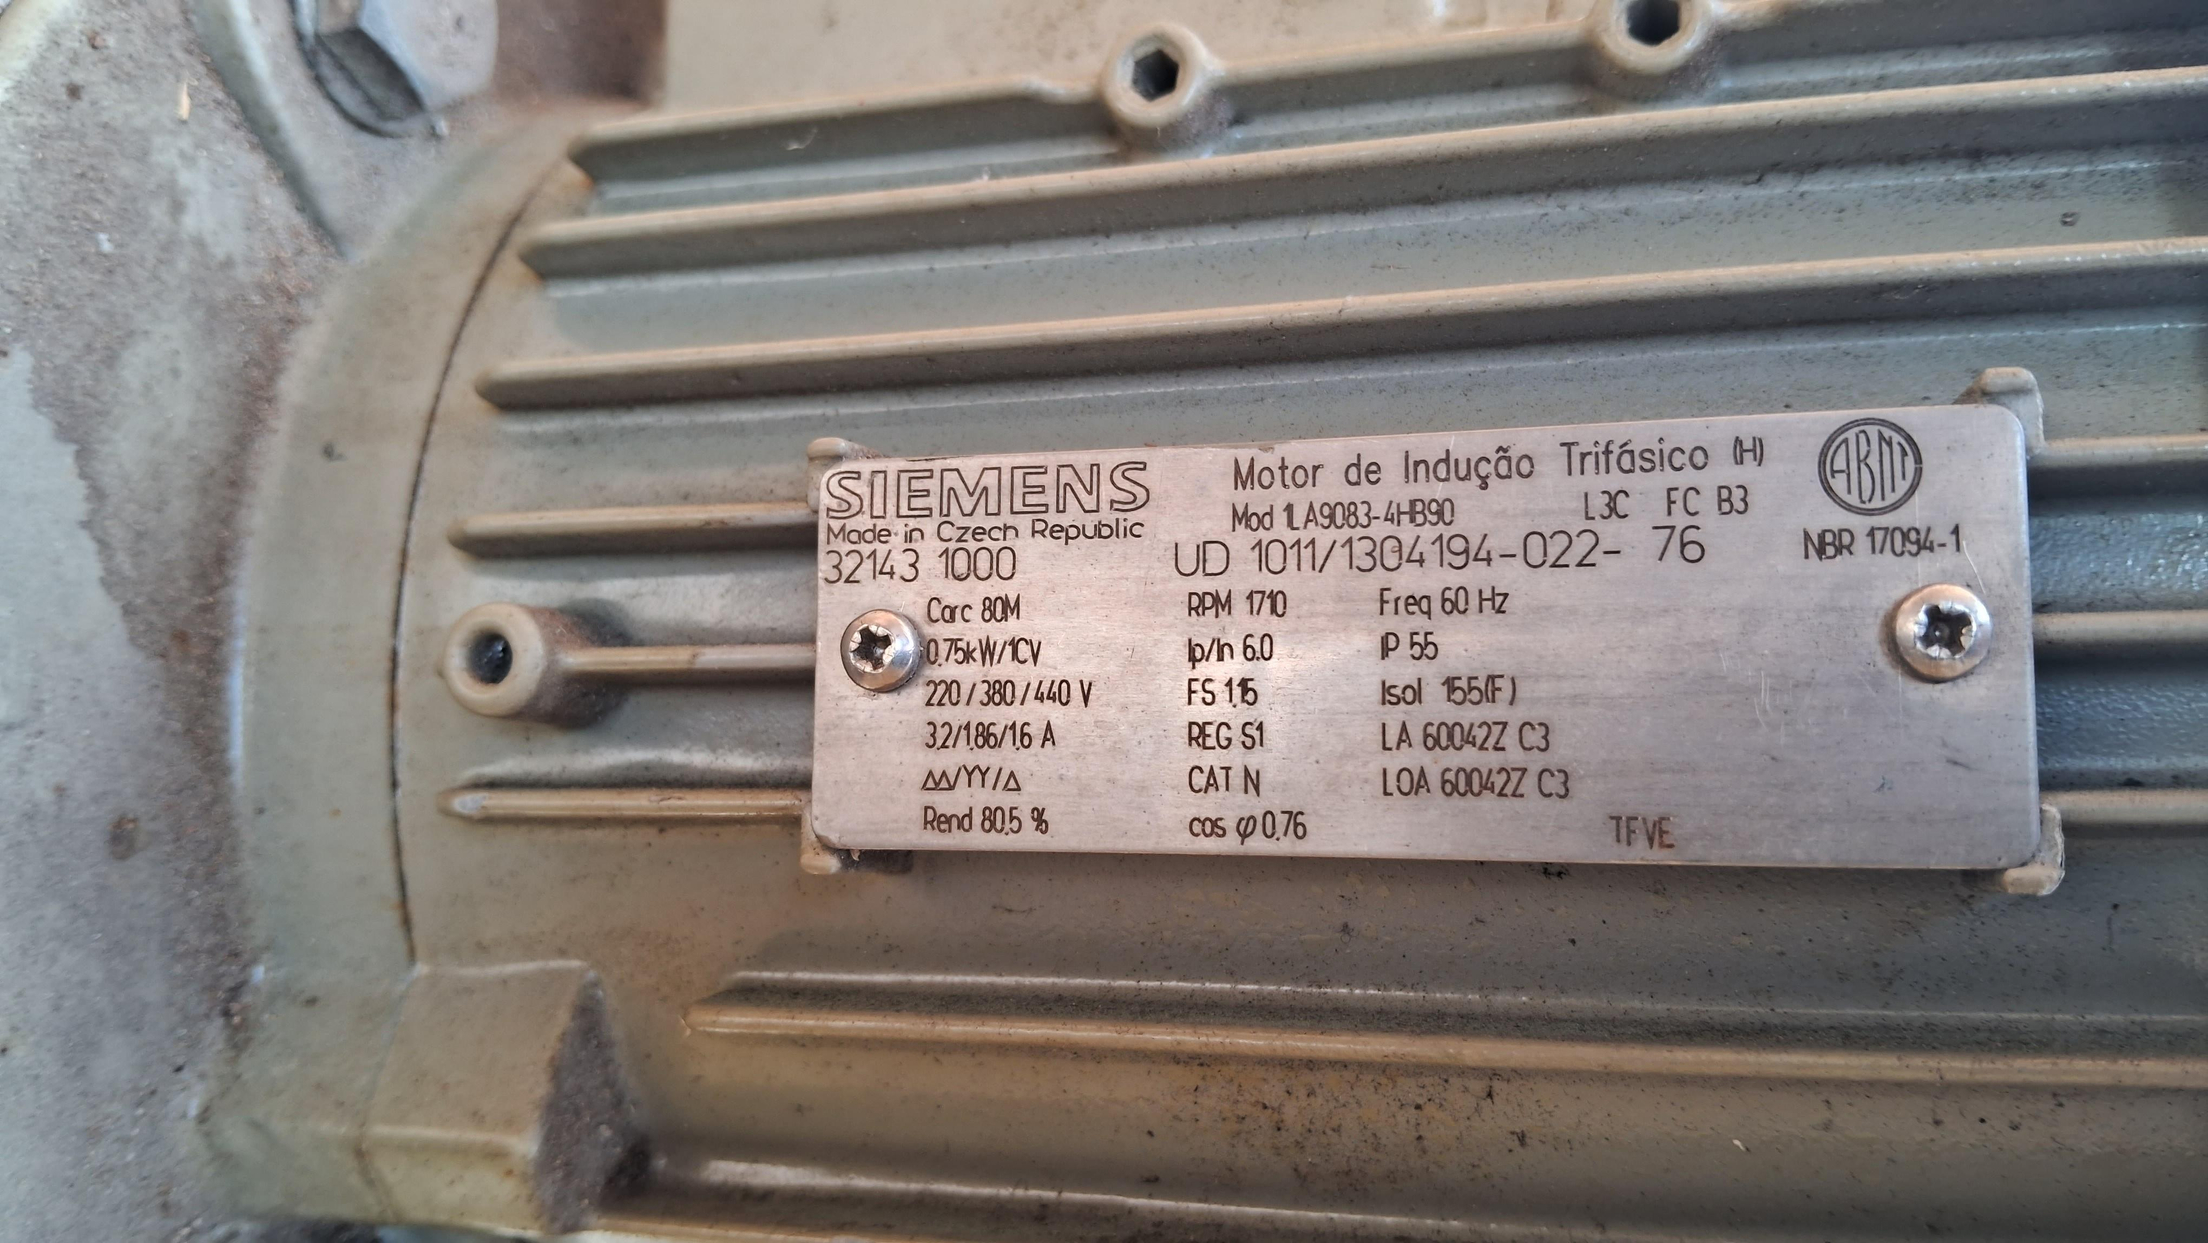 SIEMENS
Made in Czech Republic
32143 1000
Motor de Indução Trifásico (H)
Mod 1LA9083-4HB90 L3C FC B3
UD 1011/1304194-022- 76
ABNT
NBR 17094-1
Carc 80M RPM 1710 Freq 60 Hz
0.75kW/1CV Ip/In 6.0 IP 55
220/380/440 V FS 1,15 Isol 155(F)
3.2/1.86/1.6 A REG S1 LA 60042Z C3
△△/YY/△ CAT N LOA 60042Z C3
Rend 80.5 % cos φ 0.76 TFVE